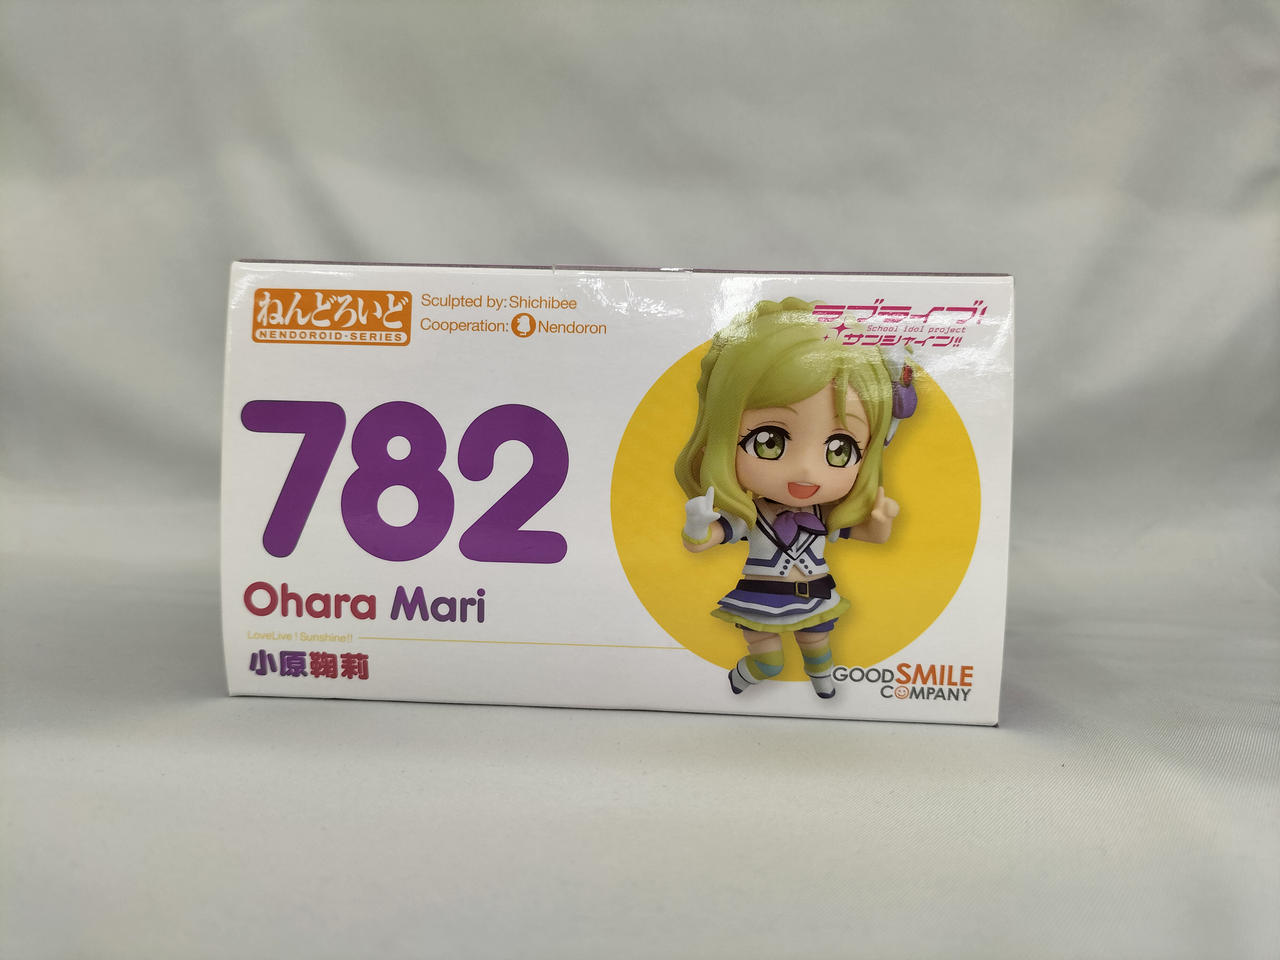 ねんどろいど
NENDOROID-SERIES
Sculpted by: Shichibee
Cooperation: Nendoron
ラブライブ!
School idol project
サンシャイン!!
782
Ohara Mari
LoveLive! Sunshine!!
小原鞠莉
GOOD SMILE
COMPANY